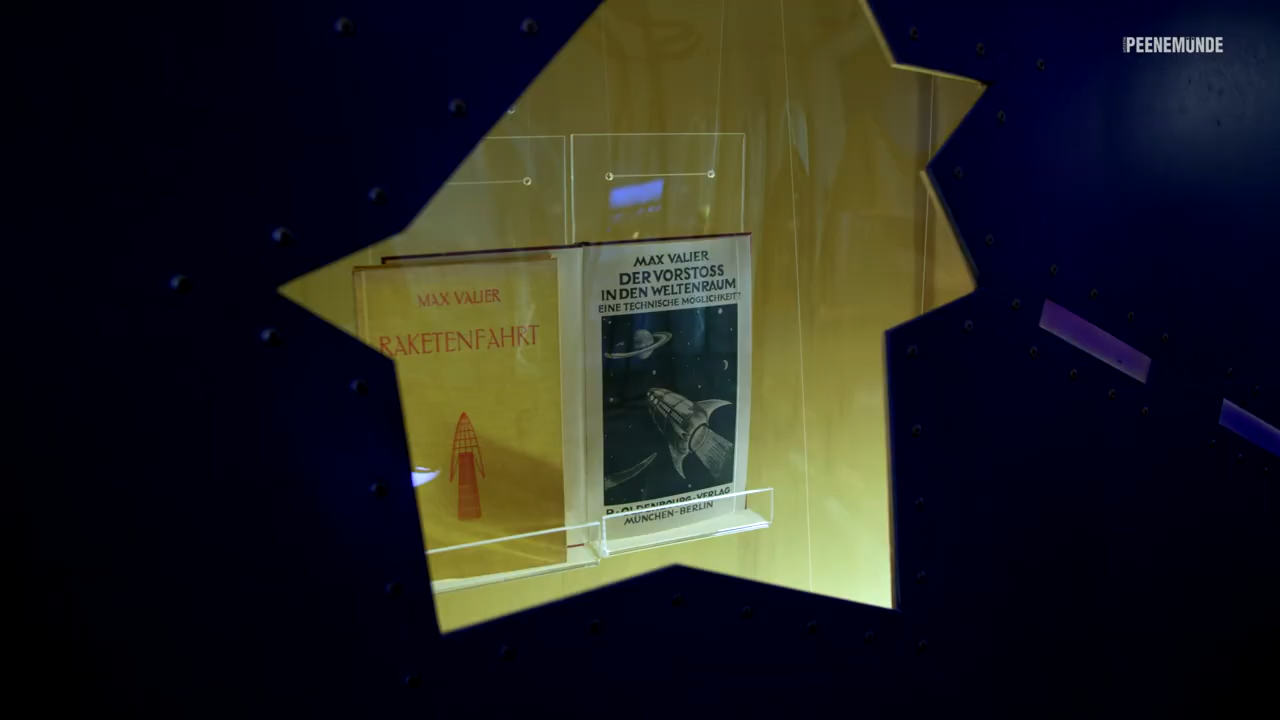 PEENEMÜNDE
MAX VALIER
RAKETENFAHRT
MAX VALIER
DER VORSTOSS
IN DEN WELTENRAUM
EINE TECHNISCHE MÖGLICHKEIT?
R. OLDENBOURG-VERLAG
MÜNCHEN-BERLIN